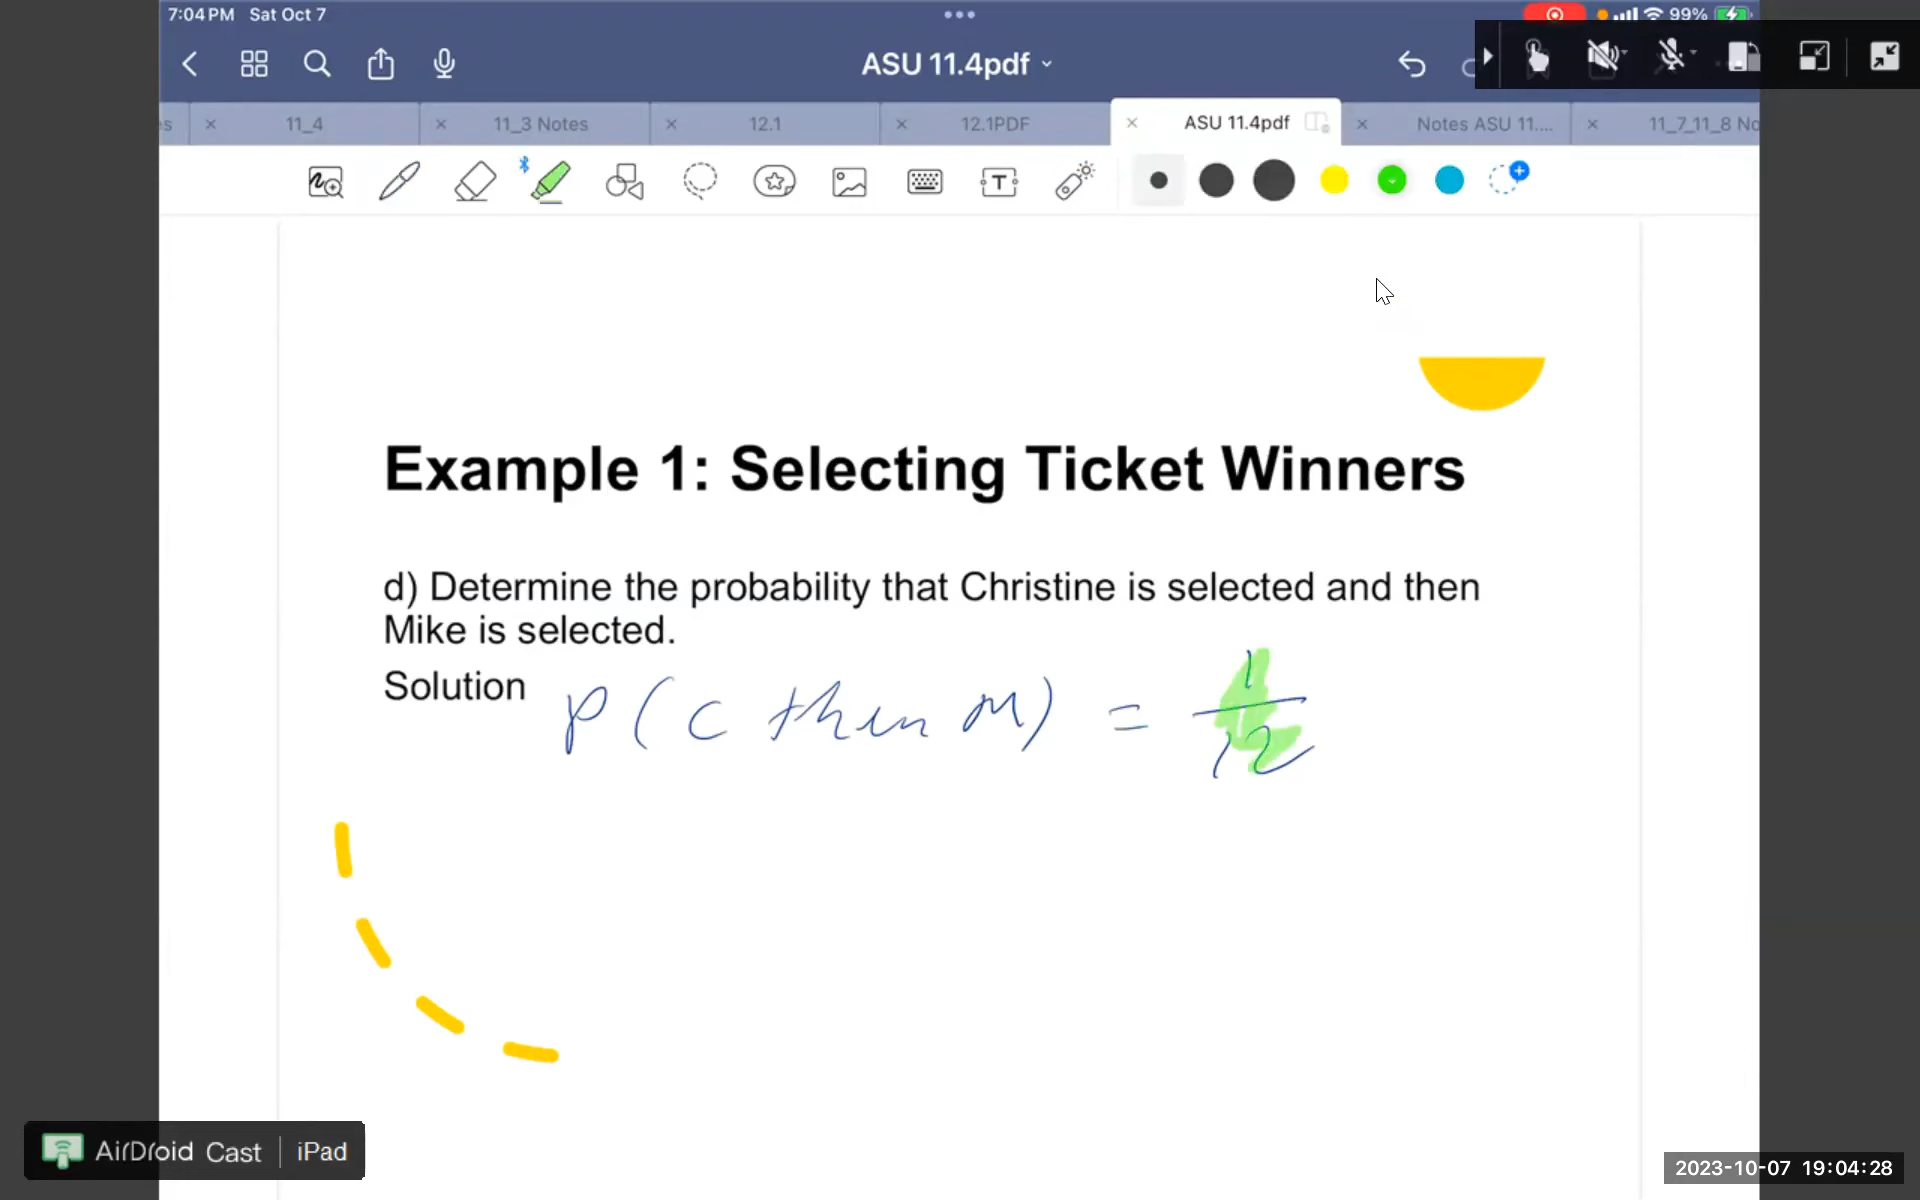 7:04 PM Sat Oct 7
99%
ASU 11.4pdf
11_4
11_3 Notes
12.1
12.1PDF
ASU 11.4pdf
Notes ASU 11....
11_7_11_8 No
T
Example 1: Selecting Ticket Winners
d) Determine the probability that Christine is selected and then
Mike is selected.
Solution P(C then M) = 1/12
AirDroid Cast | iPad
2023-10-07 19:04:28